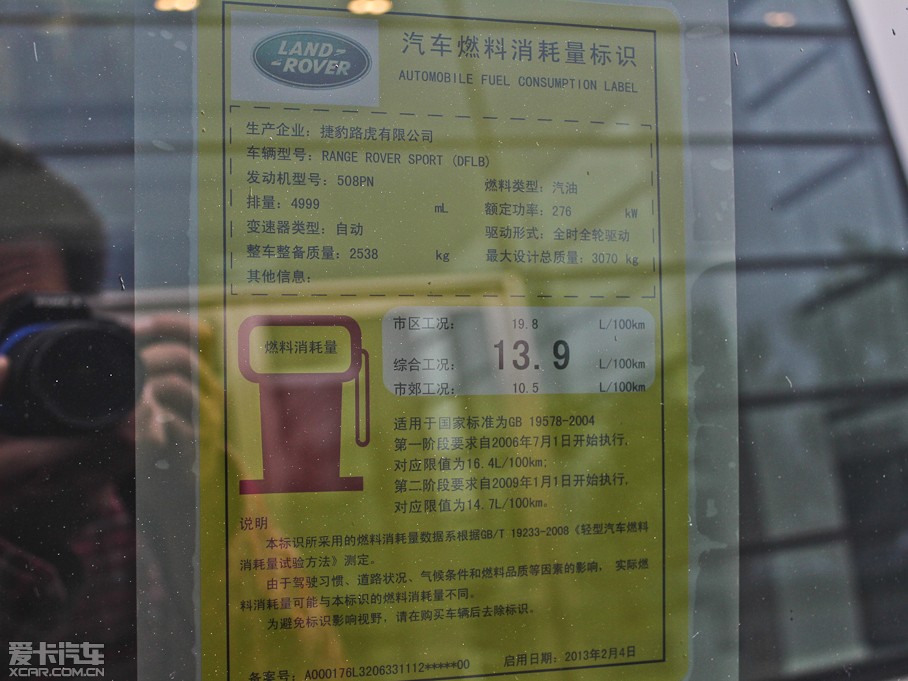 LAND-
-ROVER
汽车燃料消耗量标识
AUTOMOBILE FUEL CONSUMPTION LABEL
生产企业：捷豹路虎有限公司
车辆型号：RANGE ROVER SPORT (DFLB)
发动机型号：508PN 燃料类型：汽油
排量：4999 mL 额定功率：276 kW
变速器类型：自动 驱动形式：全时全轮驱动
整车整备质量：2538 kg 最大设计总质量：3070 kg
其他信息：
燃料消耗量
市区工况： 19.8 L/100km
综合工况： 13.9 L/100km
市郊工况： 10.5 L/100km
适用于国家标准为GB 19578-2004
第一阶段要求自2006年7月1日开始执行，
对应限值为16.4L/100km；
第二阶段要求自2009年1月1日开始执行，
对应限值为14.7L/100km。
说明
本标识所采用的燃料消耗量数据系根据GB/T 19233-2008《轻型汽车燃料
消耗量试验方法》测定。
由于驾驶习惯、道路状况、气候条件和燃料品质等因素的影响，实际燃
料消耗量可能与本标识的燃料消耗量不同。
为避免标识影响视野，请在购买车辆后去除标识。
备案号：A000176L3206331112*****00 启用日期：2013年2月4日
爱卡汽车
XCAR.COM.CN